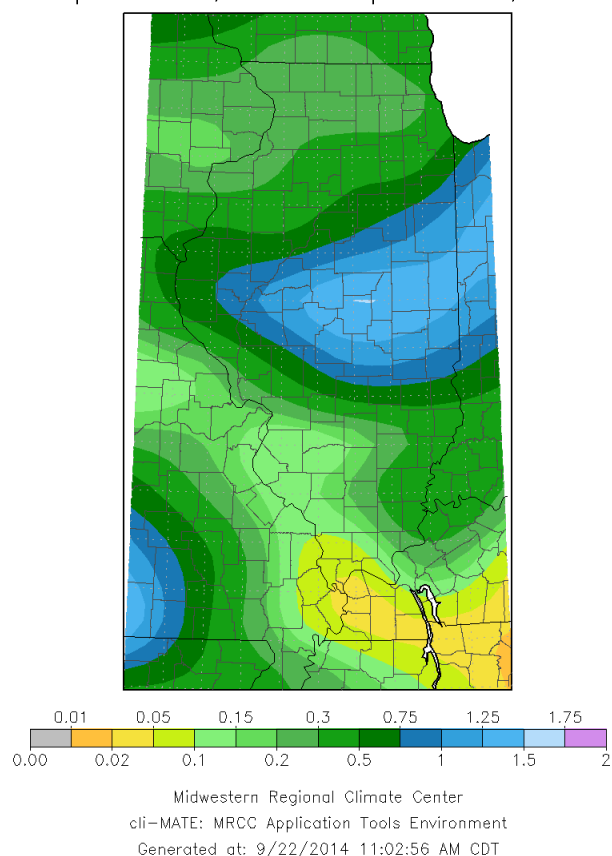 0.01 0.05 0.15 0.3 0.75 1.25 1.75
0.00 0.02 0.1 0.2 0.5 1 1.5 2
Midwestern Regional Climate Center
cli-MATE: MRCC Application Tools Environment
Generated at: 9/22/2014 11:02:56 AM CDT